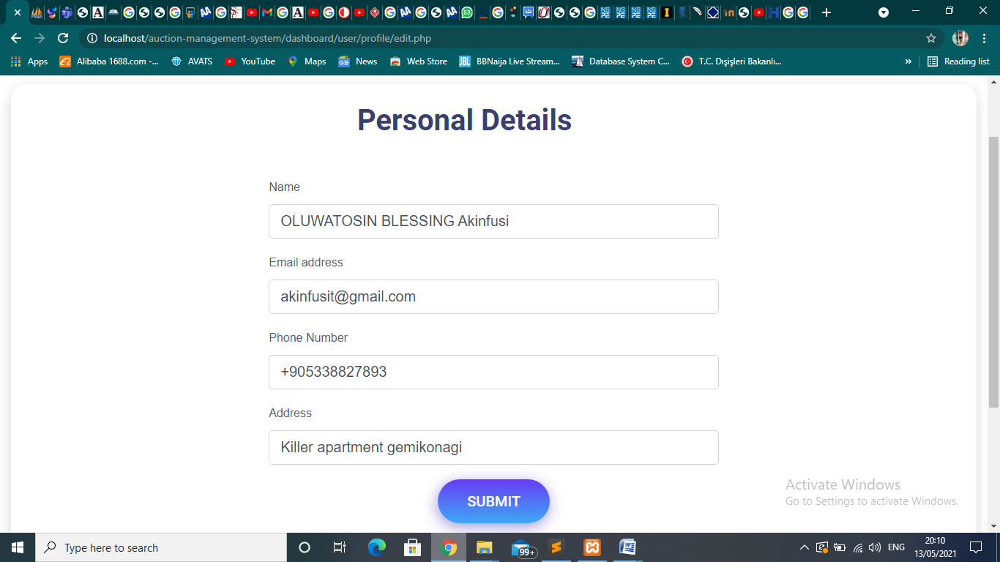 localhost/auction-management-system/dashboard/user/profile/edit.php
Apps
Alibaba 1688.com -...
AVATS
YouTube
Maps
News
Web Store
BBNaija Live Stream...
Database System C...
T.C. Dışişleri Bakanlı...
»
Reading list
Personal Details
Name
OLUWATOSIN BLESSING Akinfusi
Email address
akinfusit@gmail.com
Phone Number
+905338827893
Address
Killer apartment gemikonagi
SUBMIT
Activate Windows
Go to Settings to activate Windows.
Type here to search
99+
ENG
20:10
13/05/2021